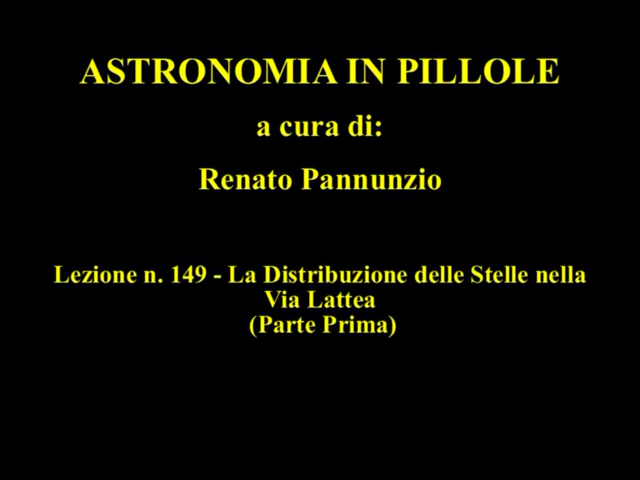 ASTRONOMIA IN PILLOLE
a cura di:
Renato Pannunzio
Lezione n. 149 - La Distribuzione delle Stelle nella
Via Lattea
(Parte Prima)